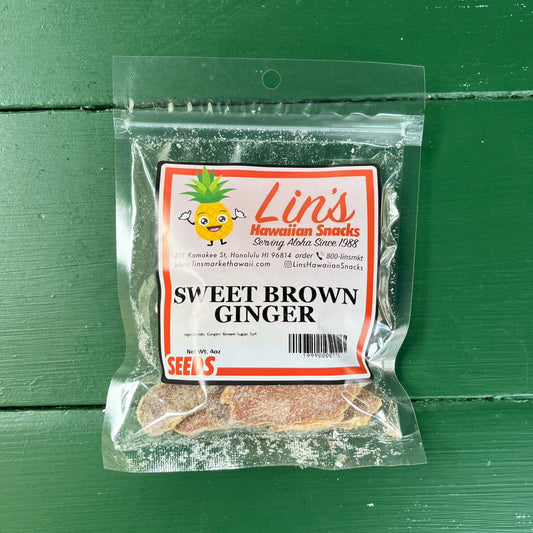 Lin's
Hawaiian Snacks
Serving Aloha Since 1988
401 Kamakee St, Honolulu HI 96814 order 800-linsmkt
www.linsmarkethawaii.com LinsHawaiianSnacks
SWEET BROWN
GINGER
Ingredients: Ginger, Brown Sugar, Salt
Net Wt. 4oz
SEEDS